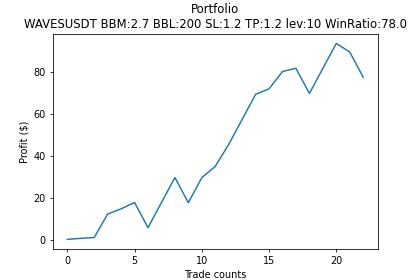 Portfolio
WAVESUSDT BBM:2.7 BBL:200 SL:1.2 TP:1.2 lev:10 WinRatio:78.0
80
60
40
20
0
Profit ($)
0 5 10 15 20
Trade counts